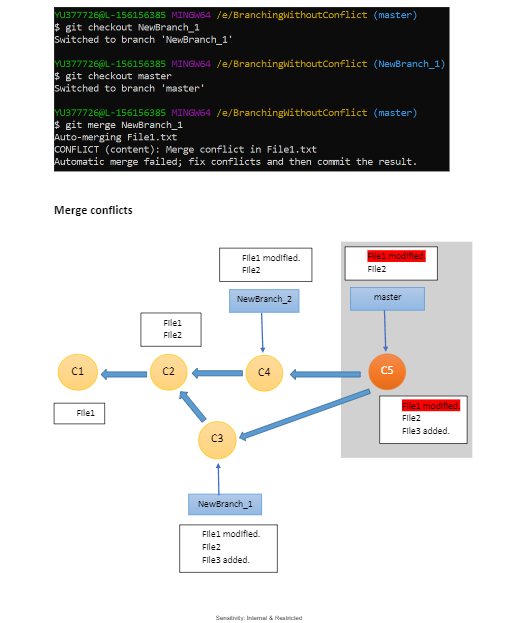 YU377726@L-156156385 MINGW64 /e/BranchingWithoutConflict (master)
$ git checkout NewBranch_1
Switched to branch 'NewBranch_1'
YU377726@L-156156385 MINGW64 /e/BranchingWithoutConflict (NewBranch_1)
$ git checkout master
Switched to branch 'master'
YU377726@L-156156385 MINGW64 /e/BranchingWithoutConflict (master)
$ git merge NewBranch_1
Auto-merging File1.txt
CONFLICT (content): Merge conflict in File1.txt
Automatic merge failed; fix conflicts and then commit the result.
Merge conflicts
File1 modified.
File2
File1 modified.
File2
NewBranch_2
master
File1
File2
C1
C2
C4
C5
File1
File1 modified.
File2
File3 added.
C3
NewBranch_1
File1 modified.
File2
File3 added.
Sensitivity: Internal & Restricted